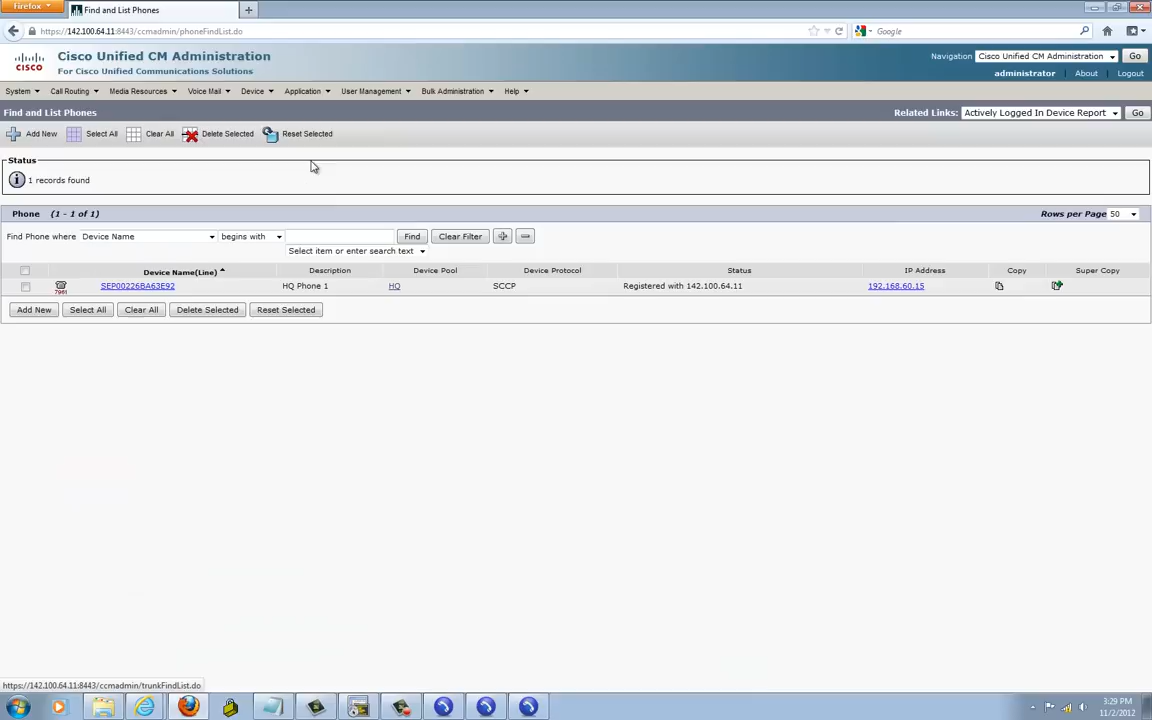 Firefox
Find and List Phones
https://142.100.64.11:8443/ccmadmin/phoneFindList.do
Google
CISCO
Cisco Unified CM Administration
For Cisco Unified Communications Solutions
Navigation Cisco Unified CM Administration Go
administrator About Logout
System Call Routing Media Resources Voice Mail Device Application User Management Bulk Administration Help
Find and List Phones
Related Links: Actively Logged In Device Report Go
Add New Select All Clear All Delete Selected Reset Selected
Status
1 records found
Phone (1 - 1 of 1)
Rows per Page 50
Find Phone where Device Name begins with Find Clear Filter
Select item or enter search text
Device Name(Line) Description Device Pool Device Protocol Status IP Address Copy Super Copy
7961 SEP00226BA63E92 HQ Phone 1 HQ SCCP Registered with 142.100.64.11 192.168.60.15
Add New Select All Clear All Delete Selected Reset Selected
https://142.100.64.11:8443/ccmadmin/trunkFindList.do
3:29 PM
11/2/2012